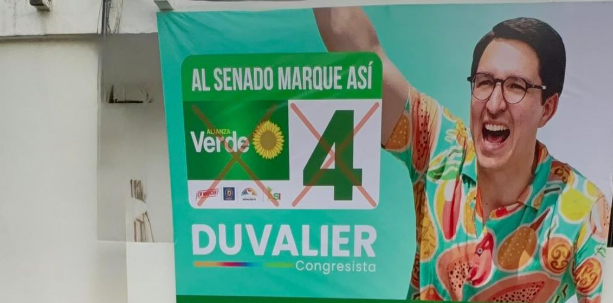 AL SENADO MARQUE ASÍ
ALIANZA
Verde
4
DUVALIER
Congresista